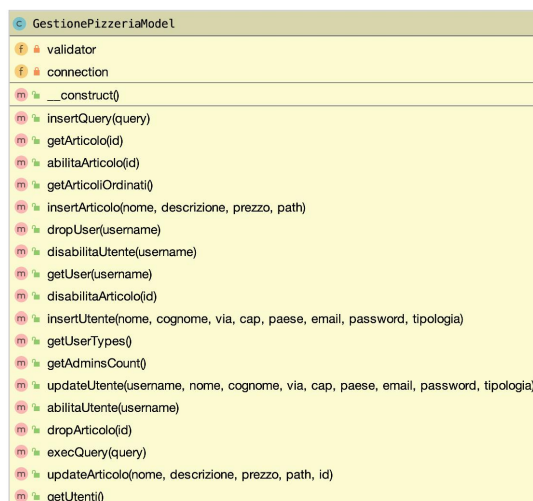 c GestionePizzeriaModel
f validator
f connection
m __construct()
m insertQuery(query)
m getArticolo(id)
m abilitaArticolo(id)
m getArticoliOrdinati()
m insertArticolo(nome, descrizione, prezzo, path)
m dropUser(username)
m disabilitaUtente(username)
m getUser(username)
m disabilitaArticolo(id)
m insertUtente(nome, cognome, via, cap, paese, email, password, tipologia)
m getUserTypes()
m getAdminsCount()
m updateUtente(username, nome, cognome, via, cap, paese, email, password, tipologia)
m abilitaUtente(username)
m dropArticolo(id)
m execQuery(query)
m updateArticolo(nome, descrizione, prezzo, path, id)
m getUtenti()